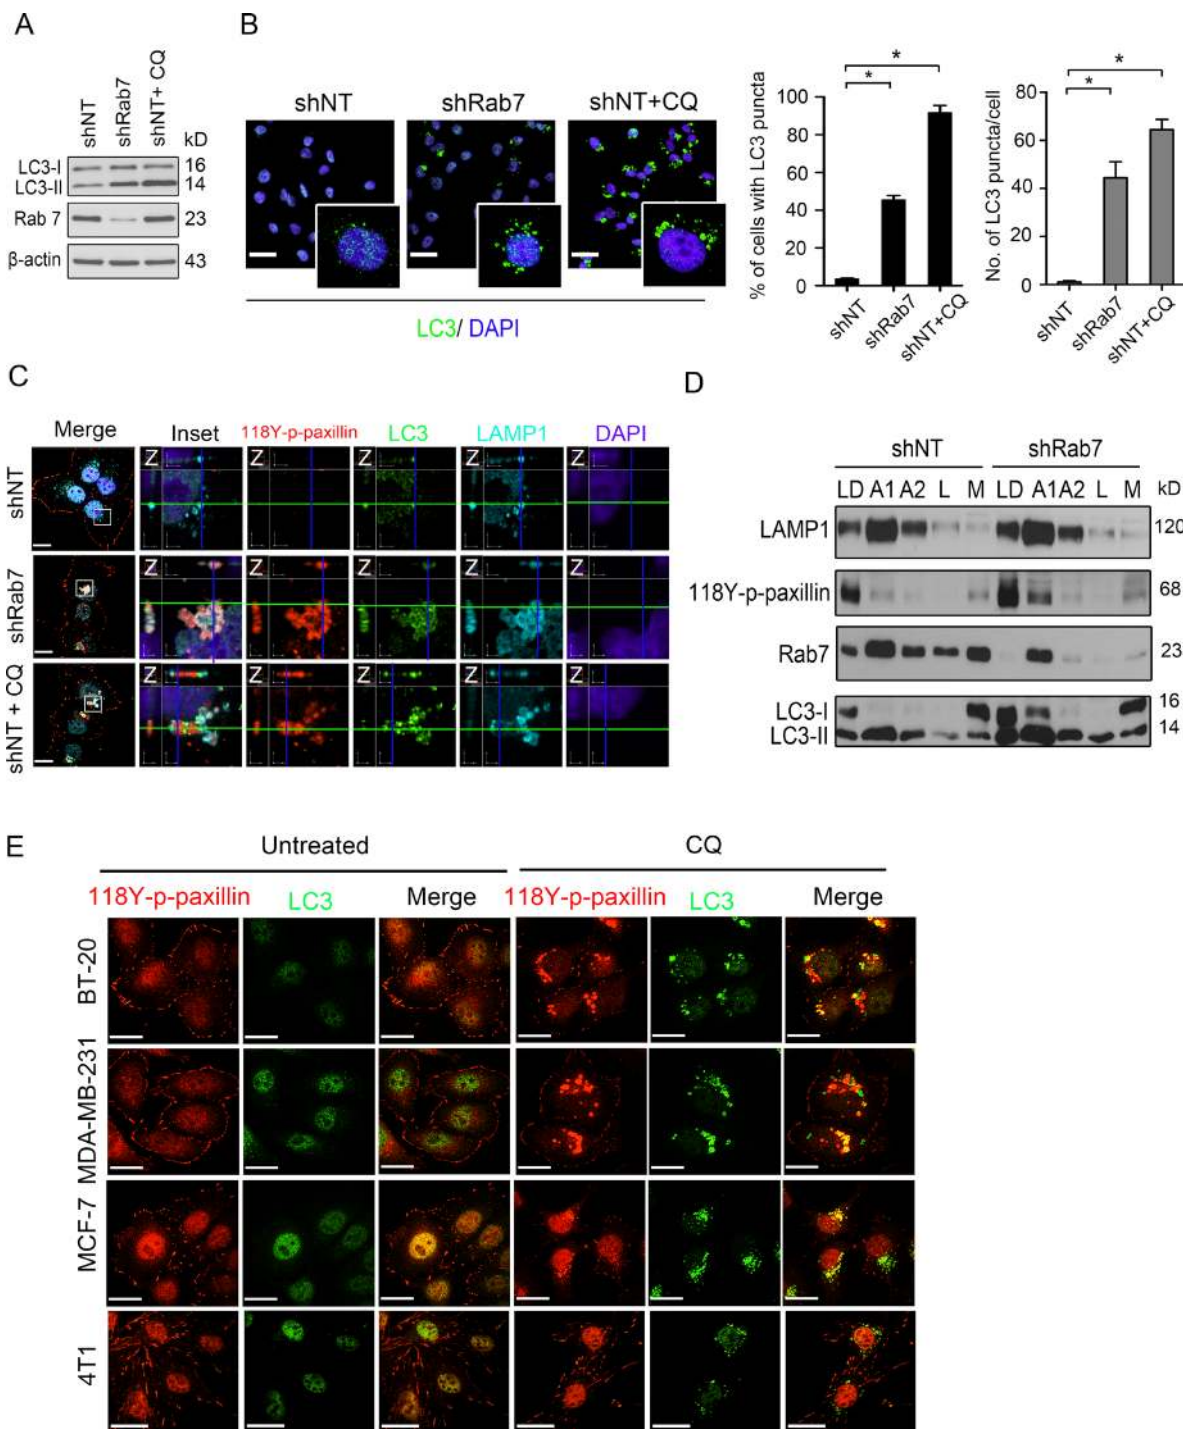 A
shNT
shRab7
shNT+ CQ
kD
LC3-I
16
LC3-II
14
Rab 7
23
β-actin
43
B
shNT
shRab7
shNT+CQ
LC3/ DAPI
% of cells with LC3 puncta
100
80
60
40
20
0
*
*
shNT
shRab7
shNT+CQ
No. of LC3 puncta/cell
80
60
40
20
0
*
*
shNT
shRab7
shNT+CQ
C
Merge
Inset
118Y-p-paxillin
LC3
LAMP1
DAPI
shNT
Z
Z
Z
Z
Z
shRab7
Z
Z
Z
Z
Z
shNT + CQ
Z
Z
Z
Z
Z
D
shNT
shRab7
LD A1 A2 L M LD A1 A2 L M kD
LAMP1
120
118Y-p-paxillin
68
Rab7
23
LC3-I
16
LC3-II
14
E
Untreated
CQ
118Y-p-paxillin
LC3
Merge
118Y-p-paxillin
LC3
Merge
BT-20
MDA-MB-231
MCF-7
4T1